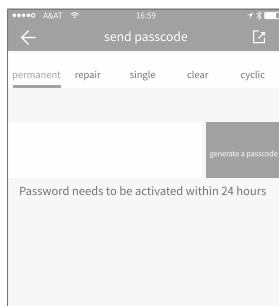 A&AT 16:59
send passcode
permanent repair single clear cyclic
generate a passcode
Password needs to be activated within 24 hours